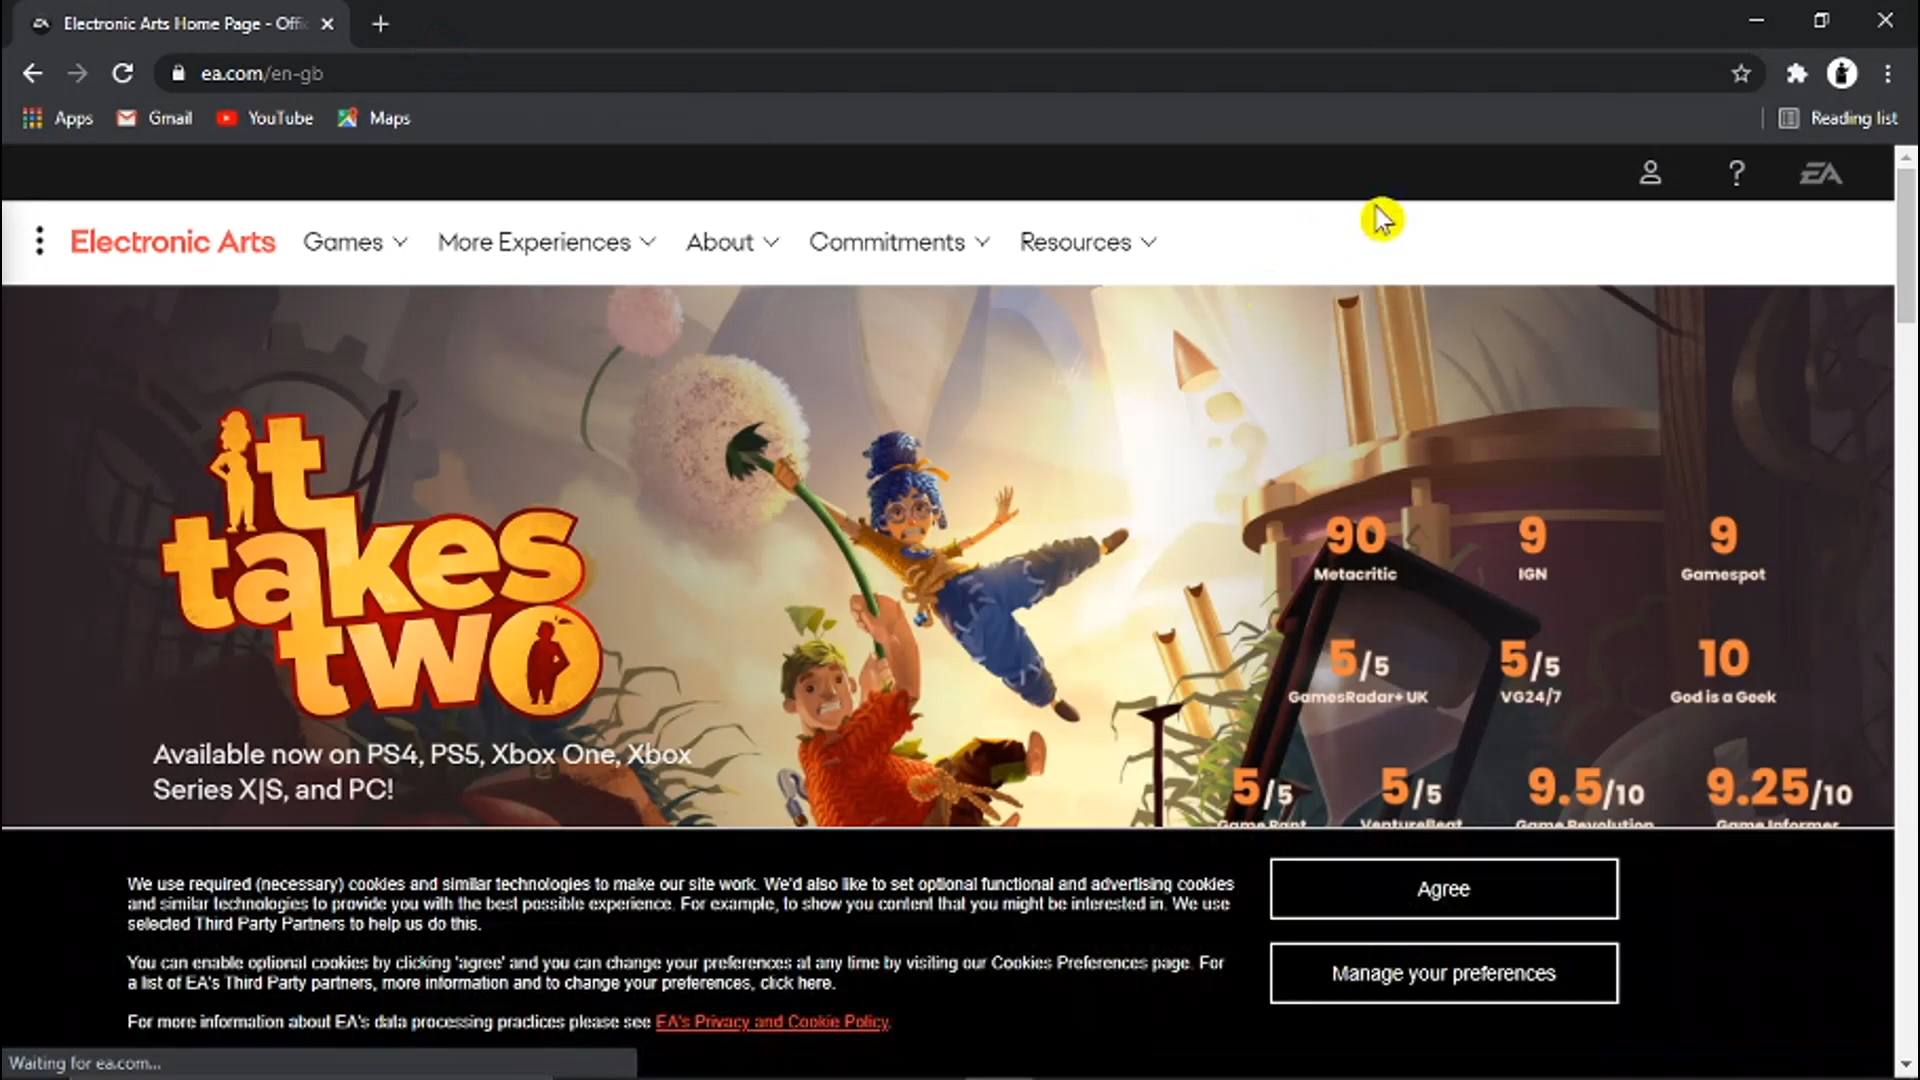 Electronic Arts Home Page - Offi
ea.com/en-gb
Apps Gmail YouTube Maps Reading list
EA
Electronic Arts Games More Experiences About Commitments Resources
it takes two
Available now on PS4, PS5, Xbox One, Xbox
Series X|S, and PC!
90 9 9
Metacritic IGN Gamespot
5/5 5/5 10
GamesRadar+ UK VG24/7 God is a Geek
5/5 5/5 9.5/10 9.25/10
Game Rant VentureBeat Game Revolution Game Informer
We use required (necessary) cookies and similar technologies to make our site work. We'd also like to set optional functional and advertising cookies
and similar technologies to provide you with the best possible experience. For example, to show you content that you might be interested in. We use
selected Third Party Partners to help us do this.
You can enable optional cookies by clicking 'agree' and you can change your preferences at any time by visiting our Cookies Preferences page. For
a list of EA's Third Party partners, more information and to change your preferences, click here.
For more information about EA's data processing practices please see EA's Privacy and Cookie Policy.
Agree
Manage your preferences
Waiting for ea.com...